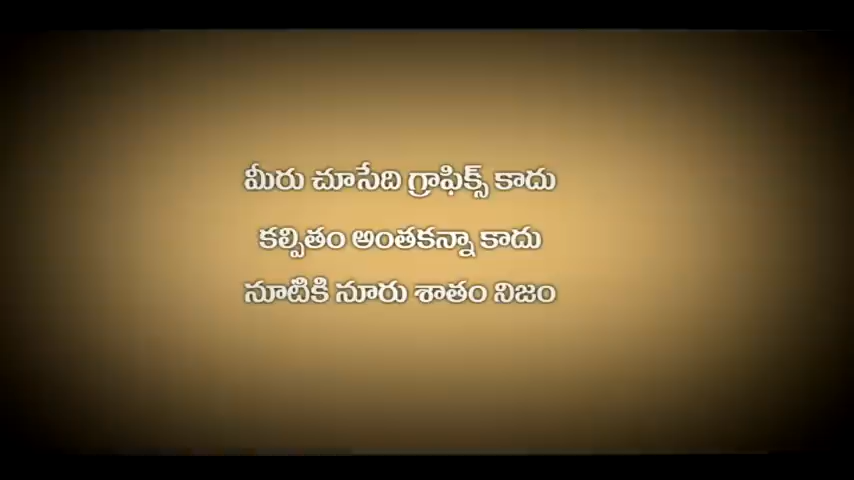 మీరు చూసేది గ్రాఫిక్స్ కాదు
కల్పితం అంతకన్నా కాదు
నూటికి నూరు శాతం నిజం